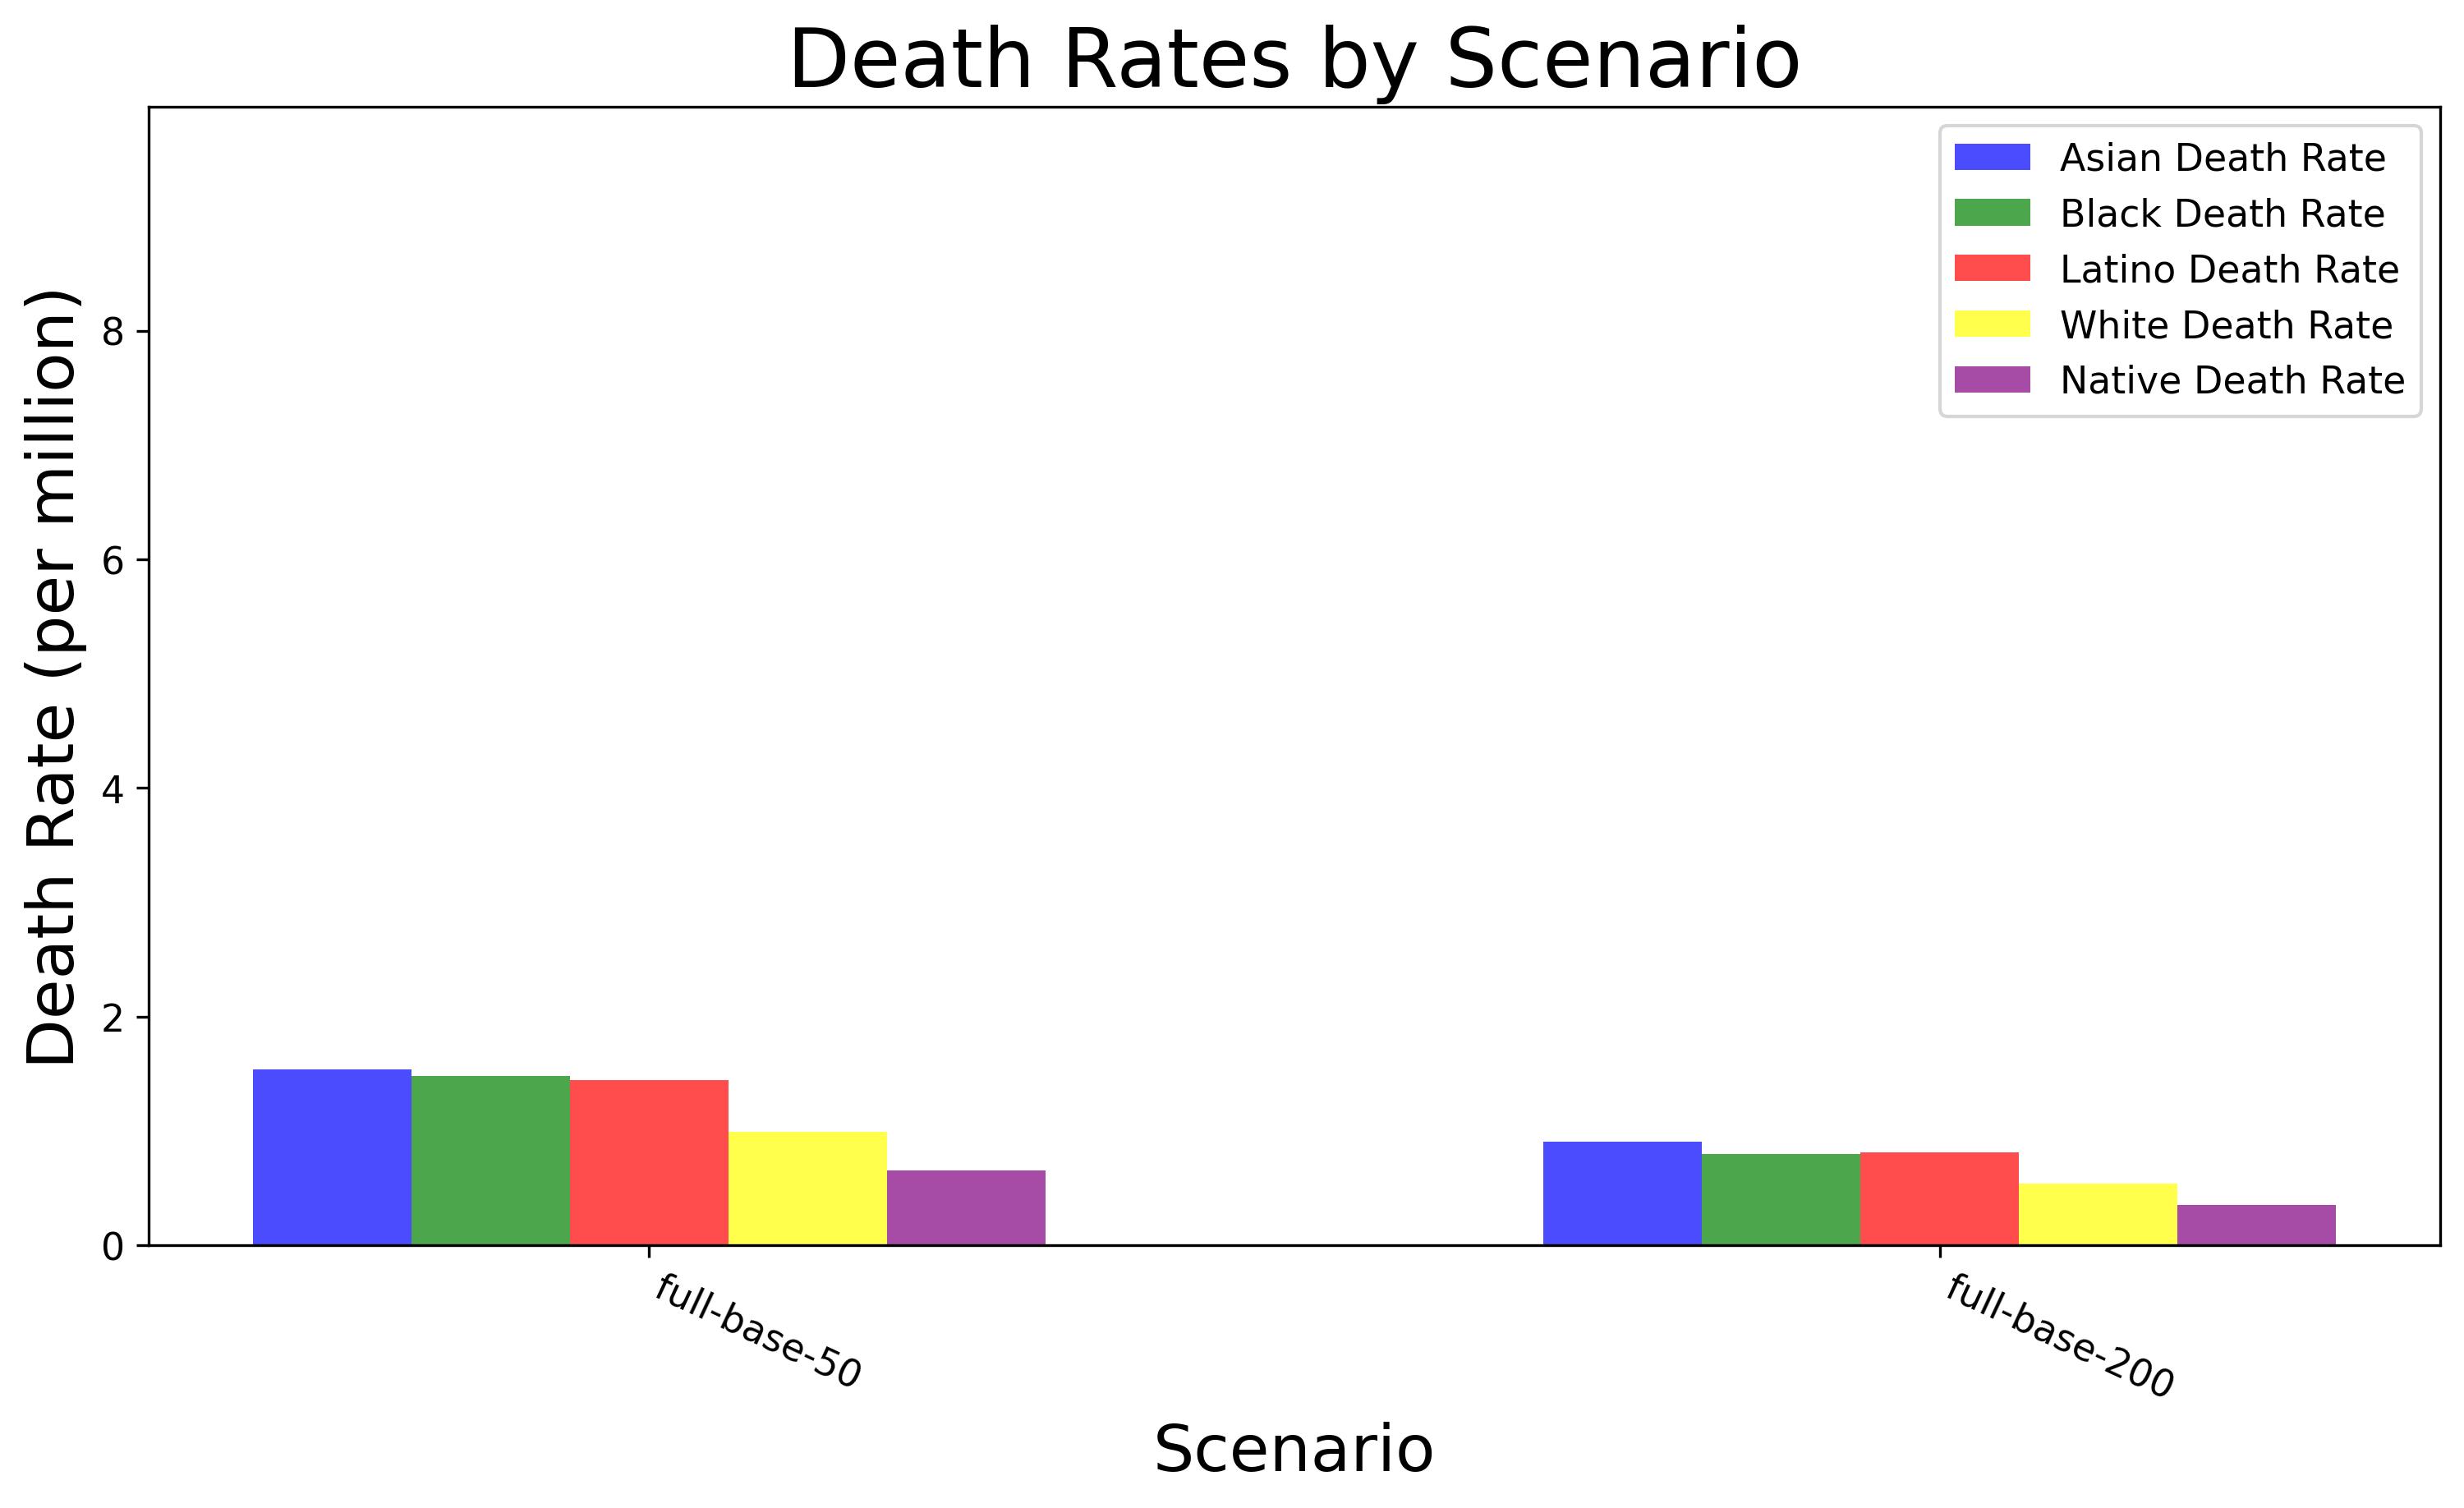 Death Rates by Scenario
Asian Death Rate
Black Death Rate
Latino Death Rate
White Death Rate
Native Death Rate
Death Rate (per million)
8
6
4
2
0
full-base-50
full-base-200
Scenario